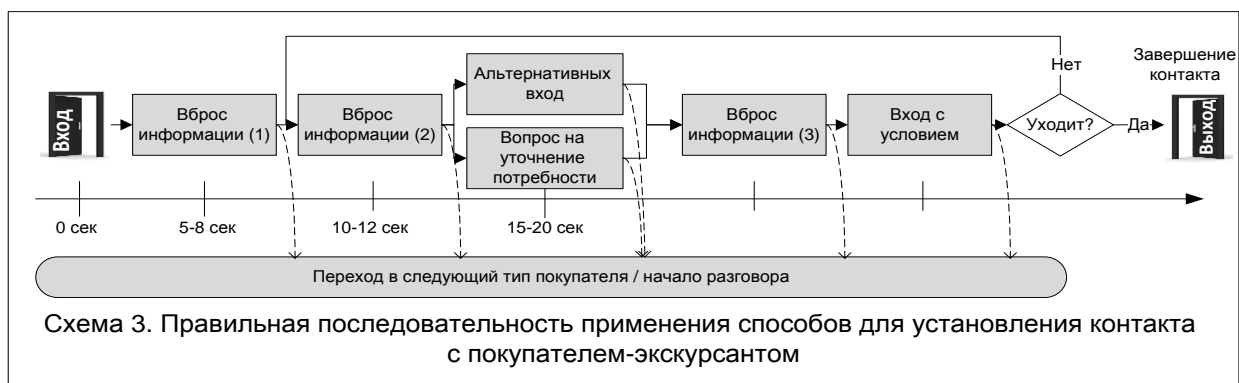 Нет
Завершение
контакта
Вход
Вброс
информации (1)
Вброс
информации (2)
Альтернативных
вход
Вопрос на
уточнение
потребности
Вброс
информации (3)
Вход с
условием
Уходит?
Да
Выход
0 сек
5-8 сек
10-12 сек
15-20 сек
Переход в следующий тип покупателя / начало разговора
Схема 3. Правильная последовательность применения способов для установления контакта
с покупателем-экскурсантом